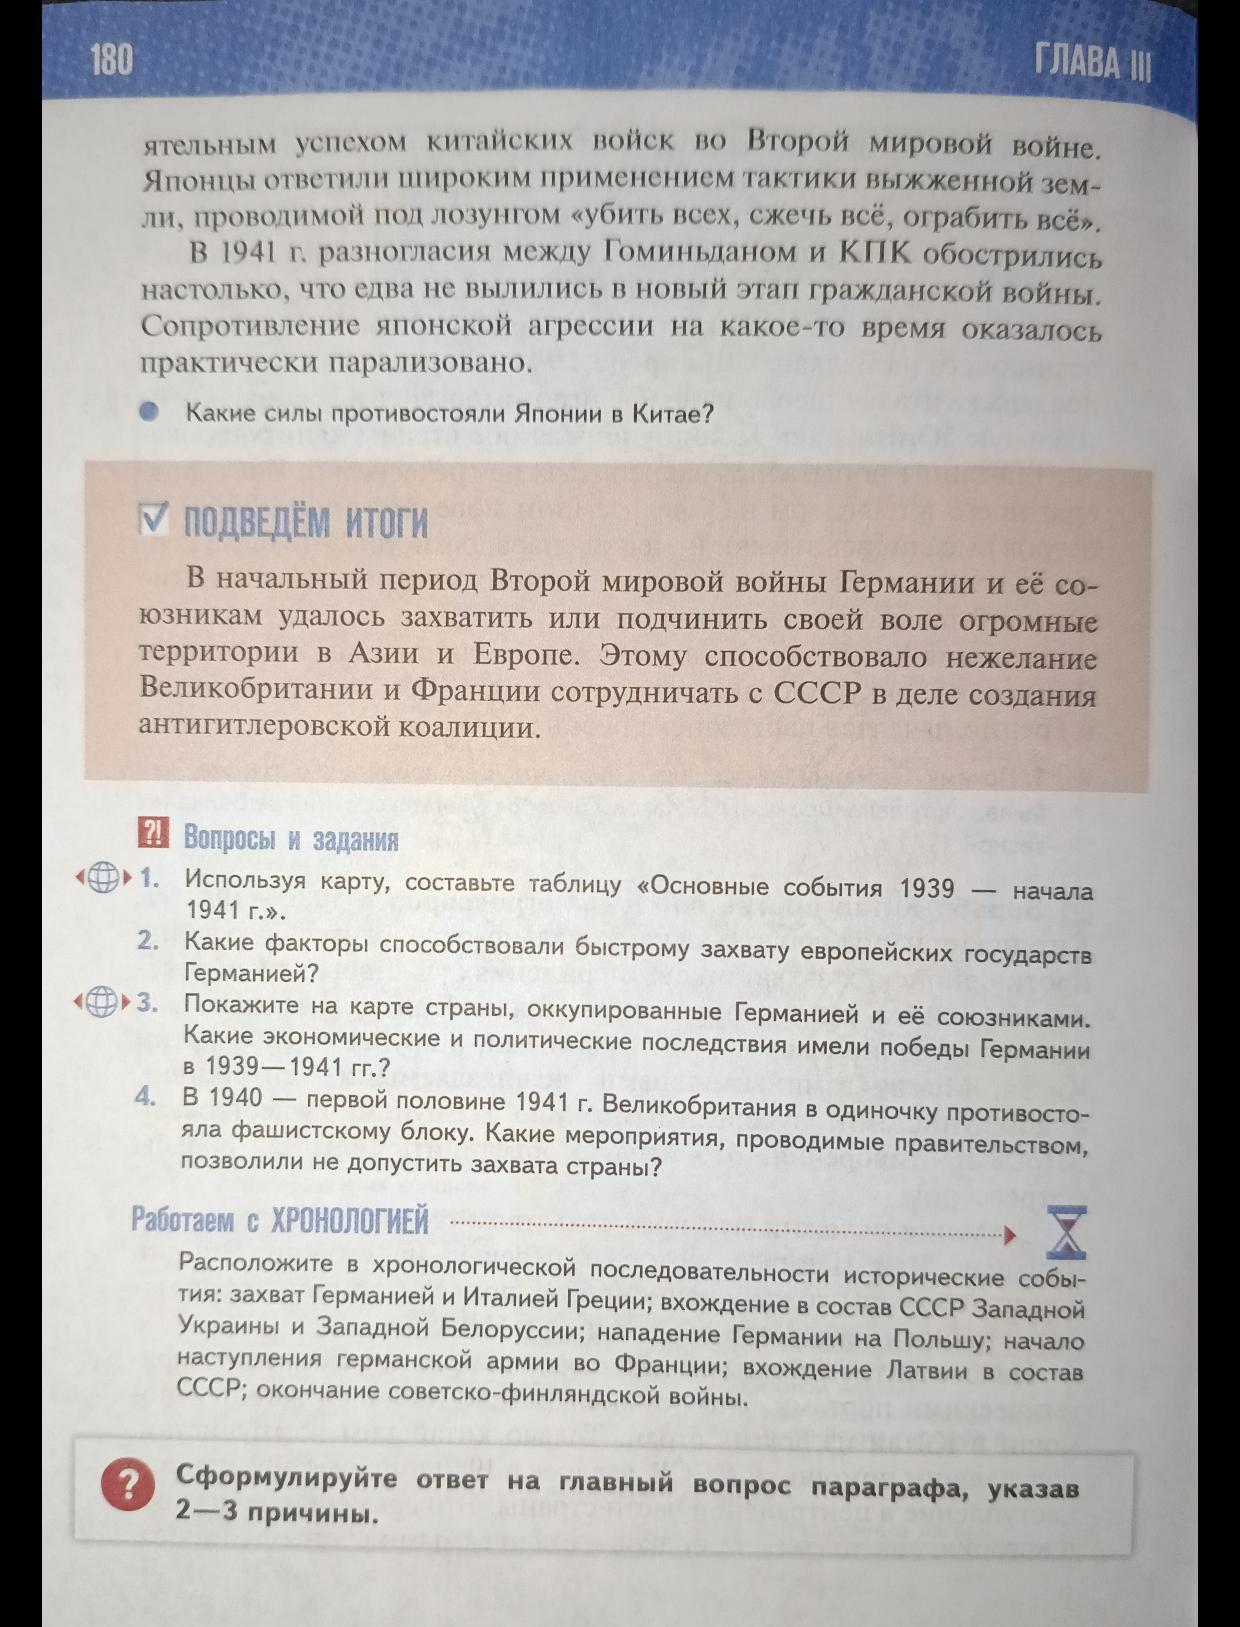 180
ГЛАВА III
ятельным успехом китайских войск во Второй мировой войне.
Японцы ответили широким применением тактики выжженной зем-
ли, проводимой под лозунгом «убить всех, сжечь всё, ограбить всё».
В 1941 г. разногласия между Гоминьданом и КПК обострились
настолько, что едва не вылились в новый этап гражданской войны.
Сопротивление японской агрессии на какое-то время оказалось
практически парализовано.
Какие силы противостояли Японии в Китае?
ПОДВЕДЁМ ИТОГИ
В начальный период Второй мировой войны Германии и её со-
юзникам удалось захватить или подчинить своей воле огромные
территории в Азии и Европе. Этому способствовало нежелание
Великобритании и Франции сотрудничать с СССР в деле создания
антигитлеровской коалиции.
?! Вопросы и задания
1. Используя карту, составьте таблицу «Основные события 1939 — начала
1941 г.».
2. Какие факторы способствовали быстрому захвату европейских государств
Германией?
3. Покажите на карте страны, оккупированные Германией и её союзниками.
Какие экономические и политические последствия имели победы Германии
в 1939—1941 гг.?
4. В 1940 — первой половине 1941 г. Великобритания в одиночку противосто-
яла фашистскому блоку. Какие мероприятия, проводимые правительством,
позволили не допустить захвата страны?
Работаем с ХРОНОЛОГИЕЙ
Расположите в хронологической последовательности исторические собы-
тия: захват Германией и Италией Греции; вхождение в состав СССР Западной
Украины и Западной Белоруссии; нападение Германии на Польшу; начало
наступления германской армии во Франции; вхождение Латвии в состав
СССР; окончание советско-финляндской войны.
? Сформулируйте ответ на главный вопрос параграфа, указав
2—3 причины.